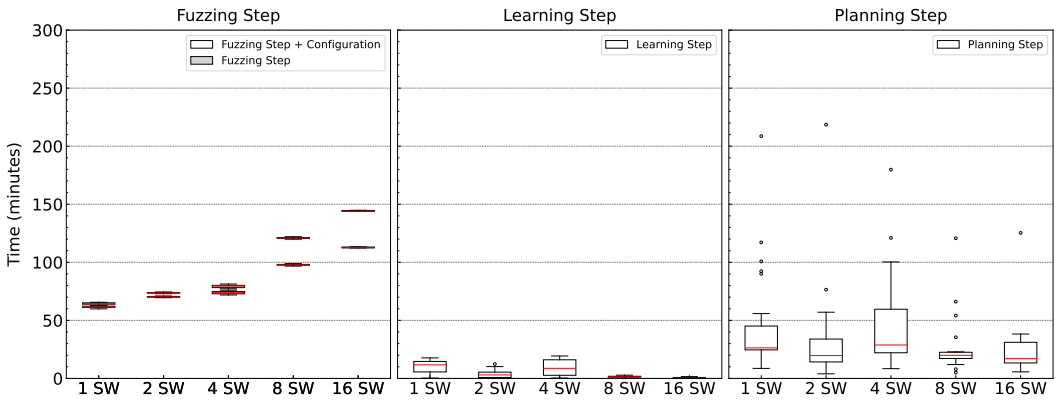 Fuzzing Step
Learning Step
Planning Step
Time (minutes)
300
250
200
150
100
50
0
Fuzzing Step + Configuration
Fuzzing Step
Learning Step
Planning Step
1 SW 2 SW 4 SW 8 SW 16 SW
1 SW 2 SW 4 SW 8 SW 16 SW
1 SW 2 SW 4 SW 8 SW 16 SW